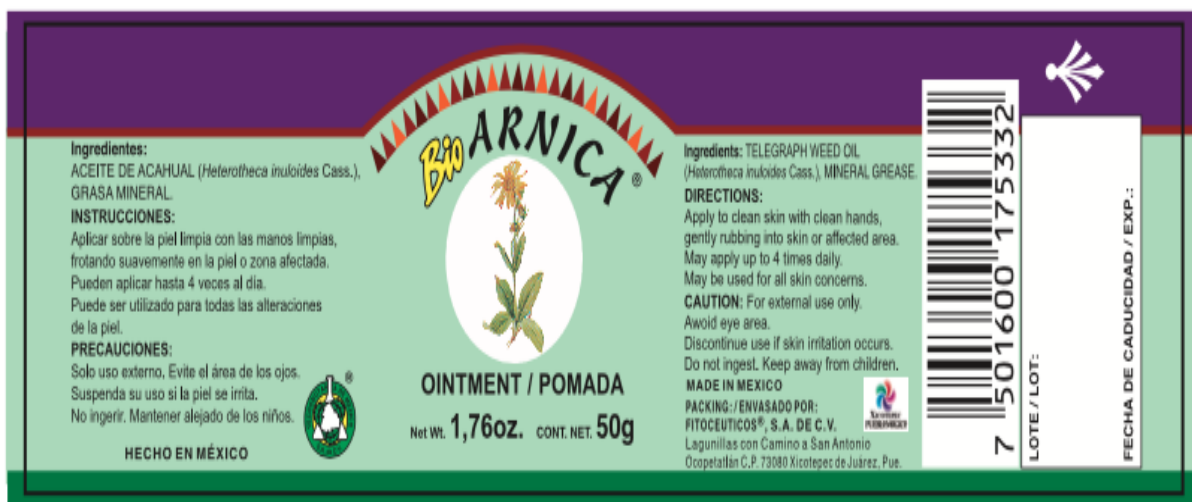 Ingredientes:
ACEITE DE ACAHUAL (Heterotheca inuloides Cass.),
GRASA MINERAL.
INSTRUCCIONES:
Aplicar sobre la piel limpia con las manos limpias,
frotando suavemente en la piel o zona afectada.
Pueden aplicar hasta 4 veces al día.
Puede ser utilizado para todas las alteraciones
de la piel.
PRECAUCIONES:
Solo uso externo, Evite el área de los ojos.
Suspenda su uso si la piel se irrita.
No ingerir. Mantener alejado de los niños.
®
HECHO EN MÉXICO
Bio ARNICA®
OINTMENT / POMADA
Net Wt. 1,76oz. CONT. NET. 50g
Ingredients: TELEGRAPH WEED OIL
(Heterotheca inuloides Cass.), MINERAL GREASE.
DIRECTIONS:
Apply to clean skin with clean hands,
gently rubbing into skin or affected area.
May apply up to 4 times daily.
May be used for all skin concerns.
CAUTION: For external use only.
Awoid eye area.
Discontinue use if skin irritation occurs.
Do not ingest. Keep away from children.
MADE IN MEXICO
PACKING: / ENVASADO POR:
FITOCEUTICOS®, S.A. DE C.V.
Lagunillas con Camino a San Antonio
Ocopetatlán C.P. 73080 Xicotepec de Juárez, Pue.
Xicotepec
PUEBLO MÁGICO
7 501600 175332
LOTE / LOT:
FECHA DE CADUCIDAD / EXP.: